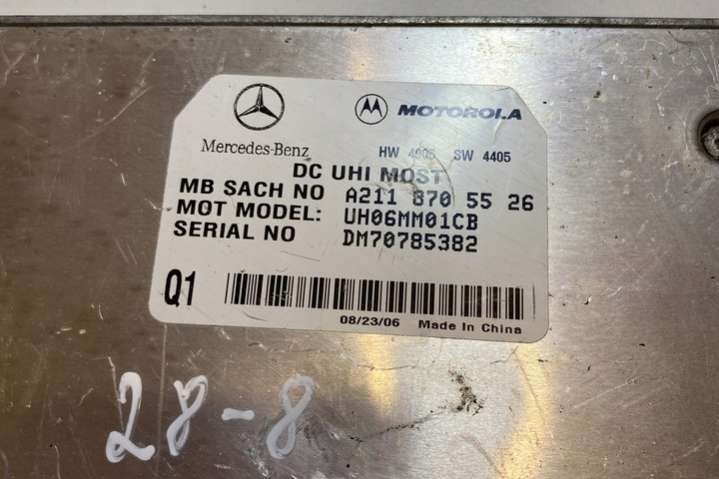 MOTOROLA
Mercedes-Benz
HW 4905 SW 4405
DC UHI MOST
MB SACH NO A211 870 55 26
MOT MODEL: UH06MM01CB
SERIAL NO DM70785382
Q1
08/23/06 Made In China
28-8